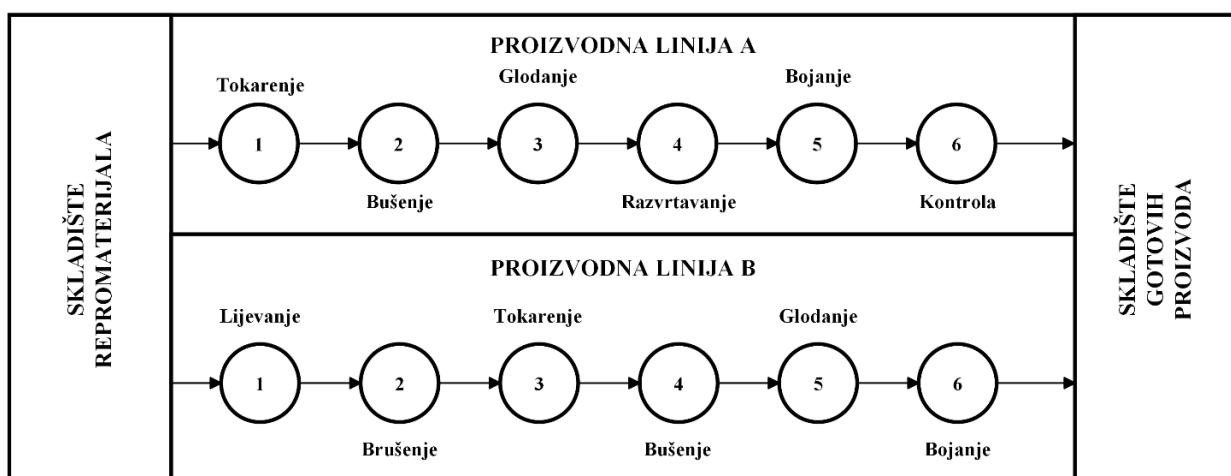 SKLADIŠTE
REPROMATERIJALA
PROIZVODNA LINIJA A
Tokarenje
Glodanje
Bojanje
1
2
3
4
5
6
Bušenje
Razvrtavanje
Kontrola
PROIZVODNA LINIJA B
Lijevanje
Tokarenje
Glodanje
1
2
3
4
5
6
Brušenje
Bušenje
Bojanje
SKLADIŠTE
GOTOVIH
PROIZVODA